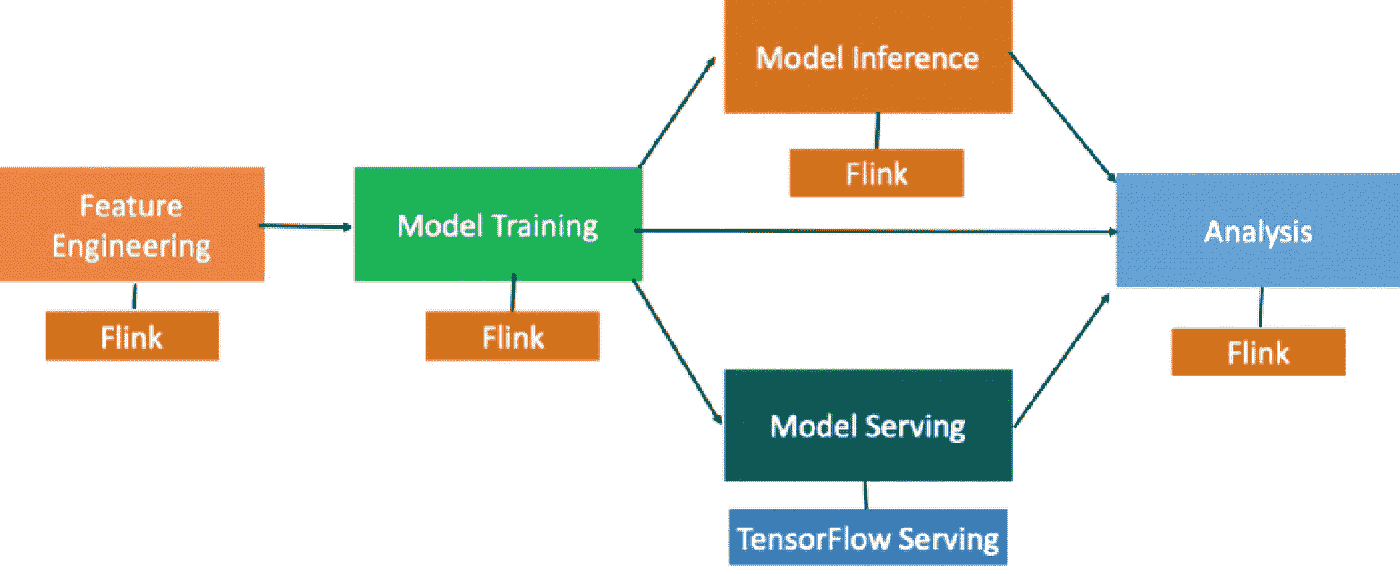 Model Inference
Flink
Feature
Engineering
Flink
Model Training
Flink
Analysis
Flink
Model Serving
TensorFlow Serving